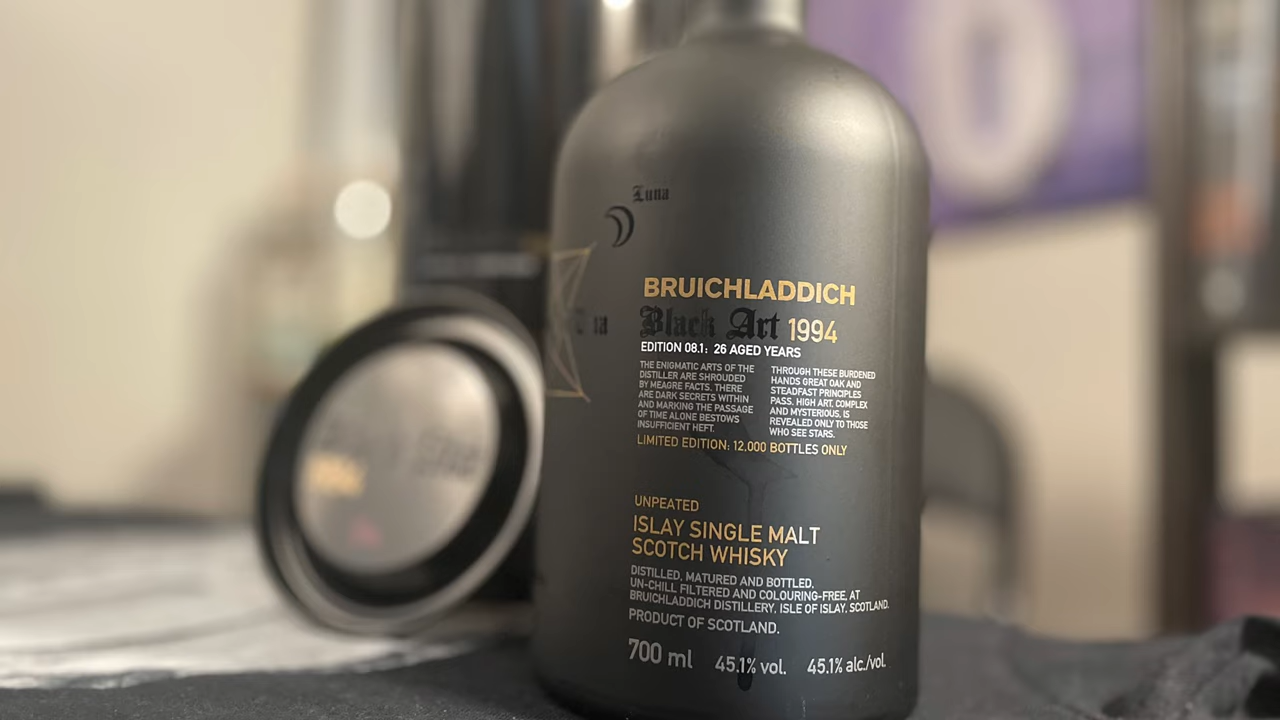 Luna
BRUICHLADDICH
Black Art 1994
EDITION 08.1: 26 AGED YEARS
THE ENIGMATIC ARTS OF THE
DISTILLER ARE SHROUDED
BY MEAGRE FACTS. THERE
ARE DARK SECRETS WITHIN
AND MARKING THE PASSAGE
OF TIME ALONE BESTOWS
INSUFFICIENT HEFT.
THROUGH THESE BURDENED
HANDS GREAT OAK AND
STEADFAST PRINCIPLES
PASS. HIGH ART, COMPLEX
AND MYSTERIOUS, IS
REVEALED ONLY TO THOSE
WHO SEE STARS.
LIMITED EDITION: 12,000 BOTTLES ONLY
UNPEATED
ISLAY SINGLE MALT
SCOTCH WHISKY
DISTILLED, MATURED AND BOTTLED,
UN-CHILL FILTERED AND COLOURING-FREE, AT
BRUICHLADDICH DISTILLERY, ISLE OF ISLAY, SCOTLAND.
PRODUCT OF SCOTLAND.
700 ml 45.1% vol. 45.1% alc./vol.